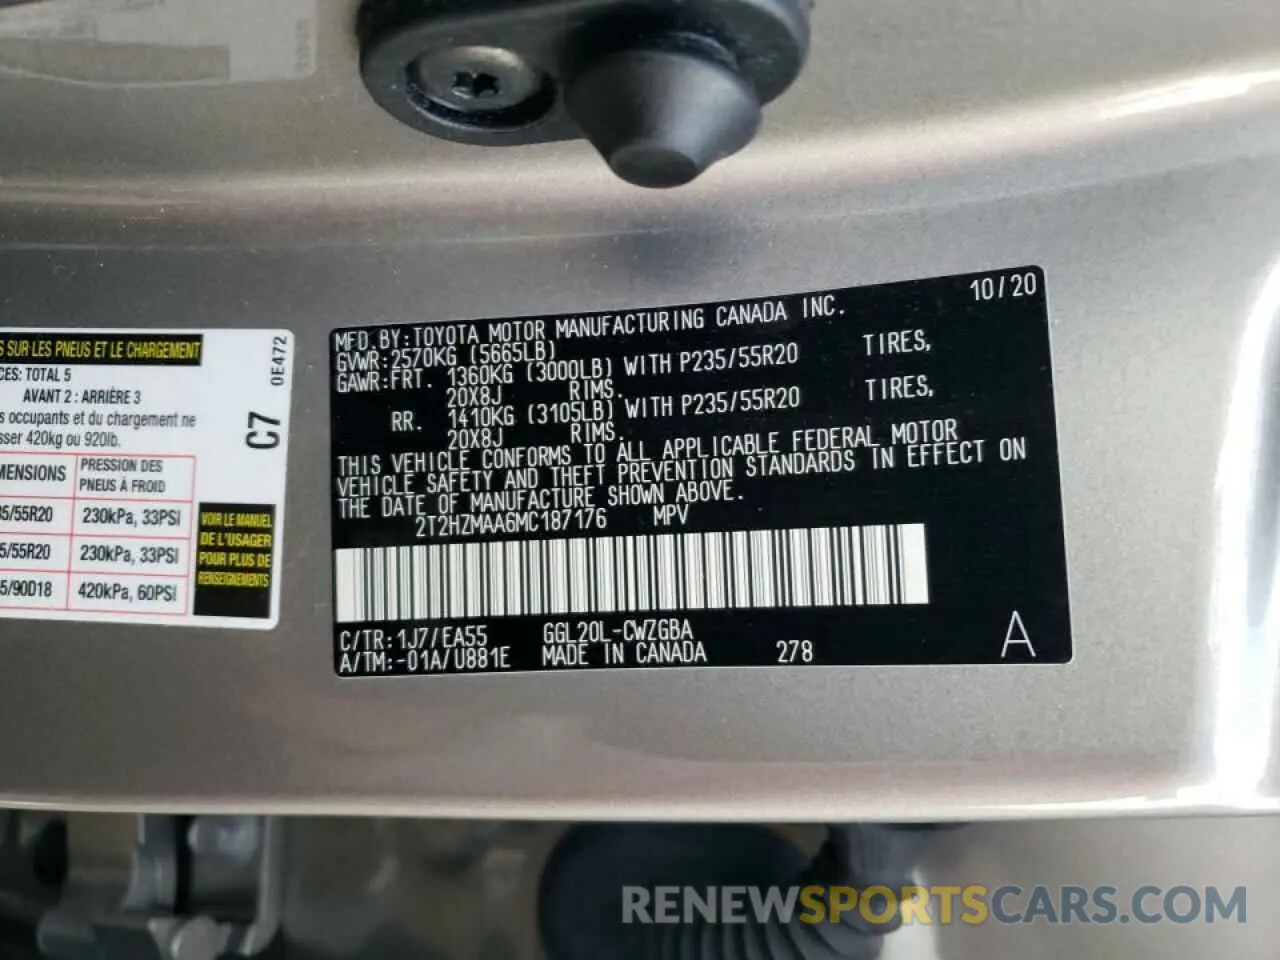 S SUR·LES PNEUS ET LE CHARGEMENT
CES: TOTAL 5
AVANT 2 : ARRIÈRE 3
s occupants et du chargement ne
sser 420kg ou 920lb.
MENSIONS
PRESSION DES
PNEUS À FROID
35/55R20
230kPa, 33PSI
5/55R20
230kPa, 33PSI
5/90D18
420kPa, 60PSI
VOIR LE MANUEL
DE L'USAGER
POUR PLUS DE
RENSEIGNEMENTS
C7
0E472
10/20
MFD.BY:TOYOTA MOTOR MANUFACTURING CANADA INC.
GVWR:2570KG (5665LB)
GAWR:FRT. 1360KG (3000LB) WITH P235/55R20 TIRES,
20X8J RIMS.
RR. 1410KG (3105LB) WITH P235/55R20 TIRES,
20X8J RIMS.
THIS VEHICLE CONFORMS TO ALL APPLICABLE FEDERAL MOTOR
VEHICLE SAFETY AND THEFT PREVENTION STANDARDS IN EFFECT ON
THE DATE OF MANUFACTURE SHOWN ABOVE.
2T2HZMAA6MC187176 MPV
C/TR:1J7/EA55 GGL20L-CWZGBA
A/TM:-01A/U881E MADE IN CANADA 278
A
RENEWSPORTSCARS.COM